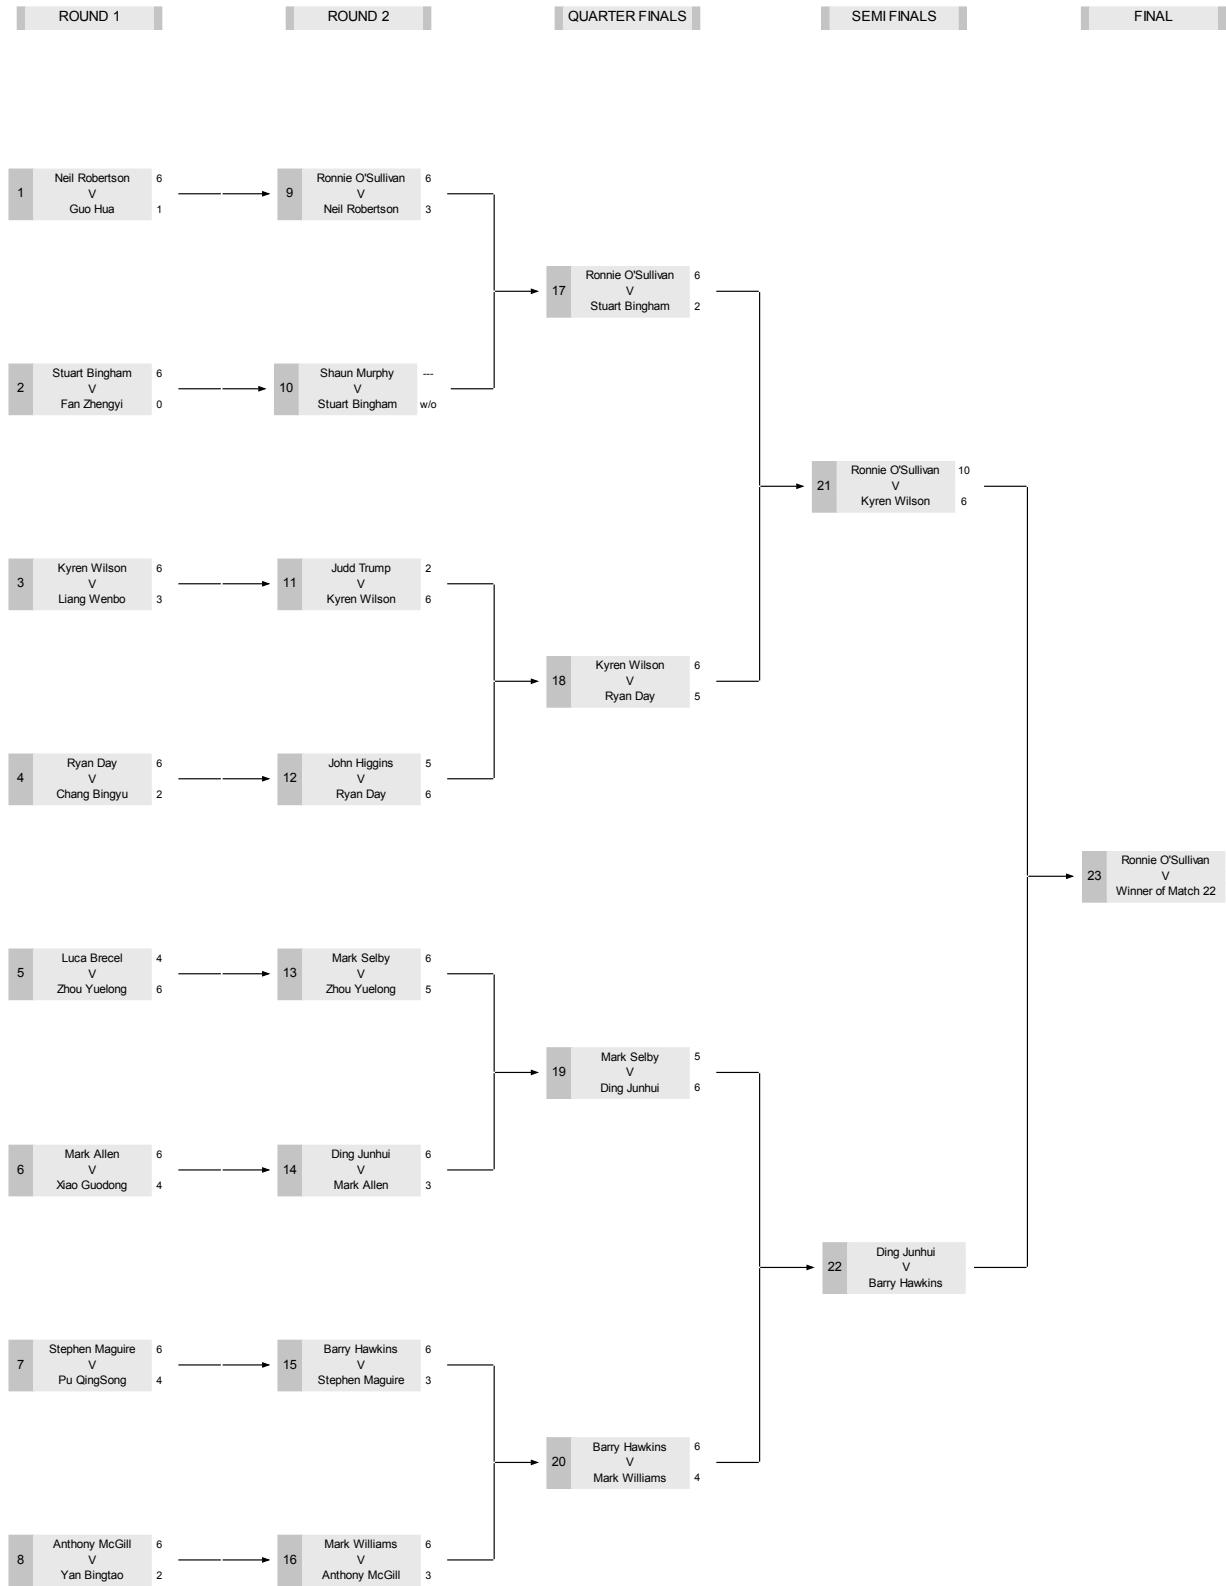 ROUND 1
ROUND 2
QUARTER FINALS
SEMI FINALS
FINAL
1
Neil Robertson 6
V
Guo Hua 1
9
Ronnie O'Sullivan 6
V
Neil Robertson 3
17
Ronnie O'Sullivan 6
V
Stuart Bingham 2
2
Stuart Bingham 6
V
Fan Zhengyi 0
10
Shaun Murphy ---
V
Stuart Bingham w/o
21
Ronnie O'Sullivan 10
V
Kyren Wilson 6
3
Kyren Wilson 6
V
Liang Wenbo 3
11
Judd Trump 2
V
Kyren Wilson 6
18
Kyren Wilson 6
V
Ryan Day 5
4
Ryan Day 6
V
Chang Bingyu 2
12
John Higgins 5
V
Ryan Day 6
23
Ronnie O'Sullivan
V
Winner of Match 22
5
Luca Brecel 4
V
Zhou Yuelong 6
13
Mark Selby 6
V
Zhou Yuelong 5
19
Mark Selby 5
V
Ding Junhui 6
6
Mark Allen 6
V
Xiao Guodong 4
14
Ding Junhui 6
V
Mark Allen 3
22
Ding Junhui
V
Barry Hawkins
7
Stephen Maguire 6
V
Pu QingSong 4
15
Barry Hawkins 6
V
Stephen Maguire 3
20
Barry Hawkins 6
V
Mark Williams 4
8
Anthony McGill 6
V
Yan Bingtao 2
16
Mark Williams 6
V
Anthony McGill 3